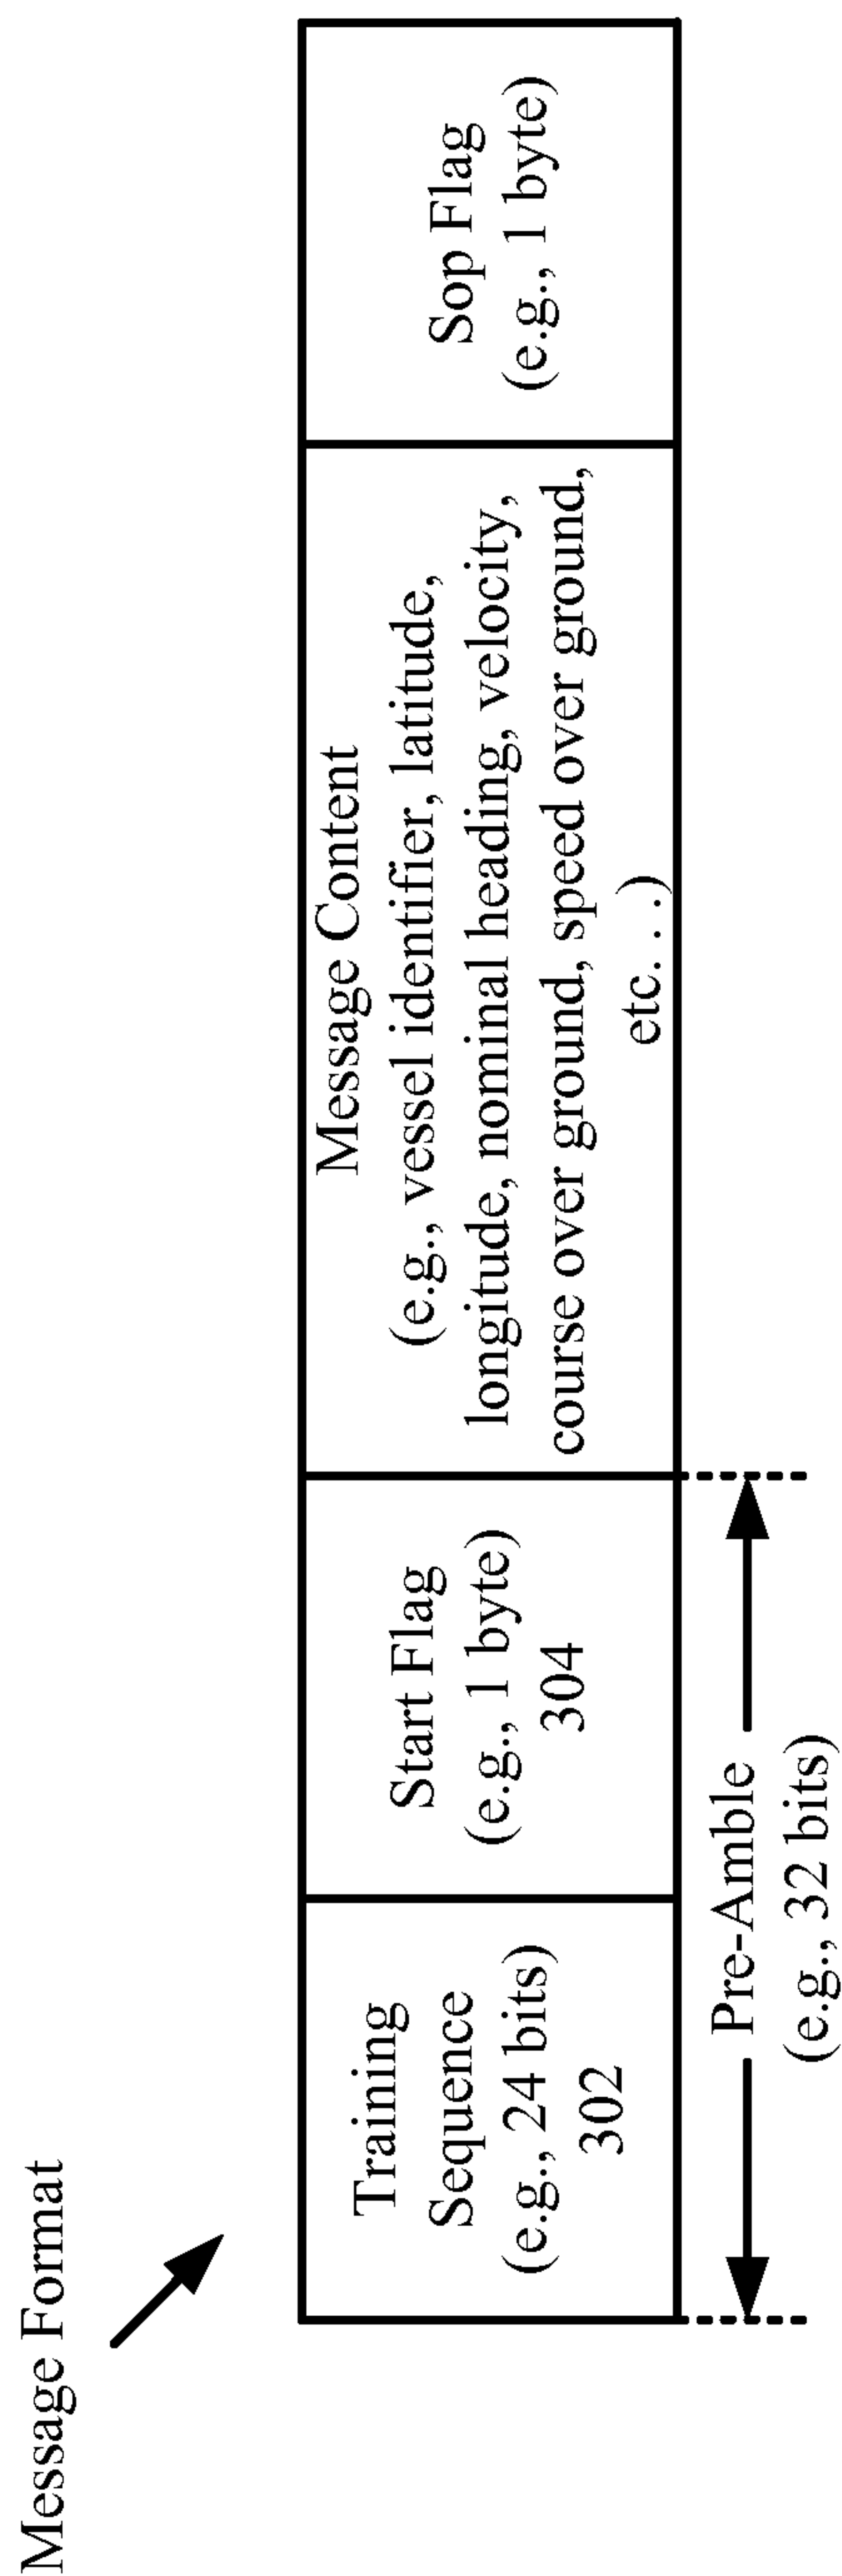 Message Format
Training
Sequence
(e.g., 24 bits)
302
Start Flag
(e.g., 1 byte)
304
Message Content
(e.g., vessel identifier, latitude,
longitude, nominal heading, velocity,
course over ground, speed over ground,
etc. . .)
Sop Flag
(e.g., 1 byte)
Pre-Amble
(e.g., 32 bits)